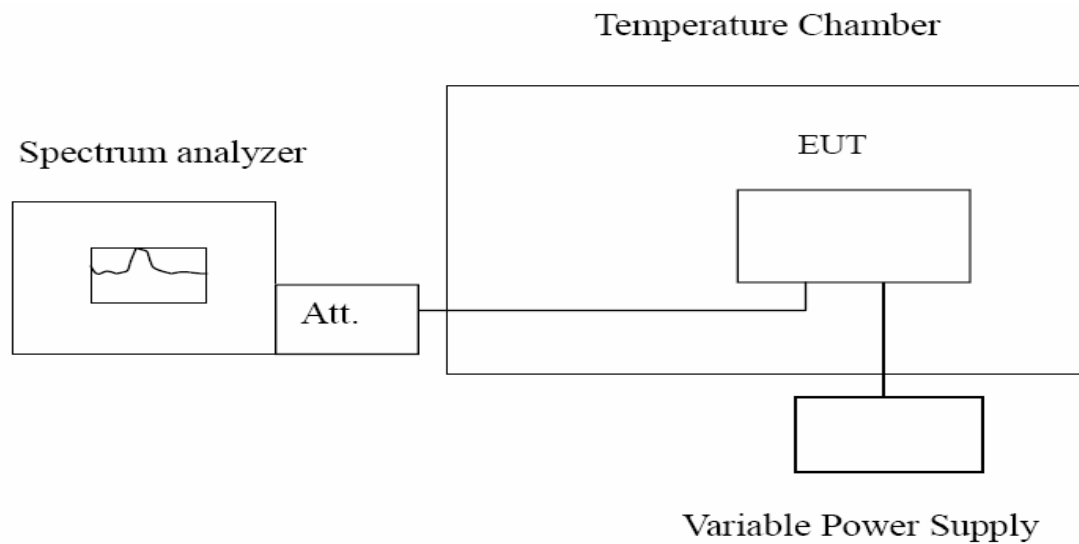 Temperature Chamber
Spectrum analyzer
EUT
Att.
Variable Power Supply